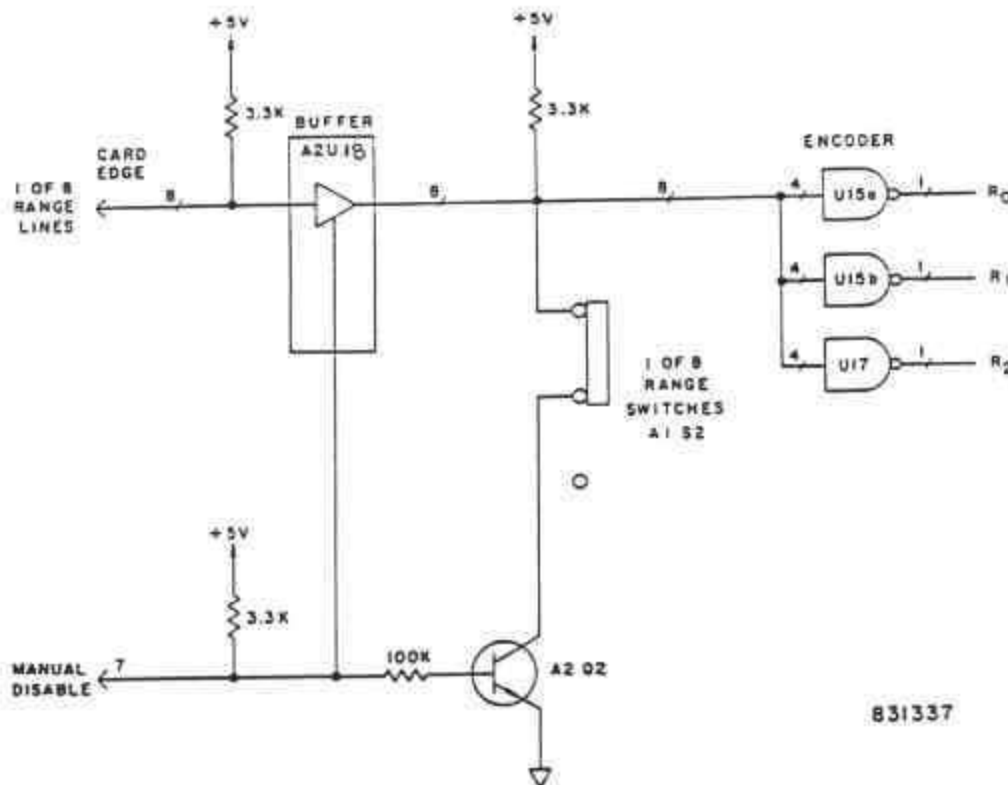 +5V
+5V
3.3K
3.3K
BUFFER
A2U18
ENCODER
CARD
EDGE
1 OF 8
RANGE
LINES
8
8
8
4
U15a
1
R0
4
U15b
1
R1
4
U17
1
R2
1 OF 8
RANGE
SWITCHES
A1 S2
+5V
3.3K
MANUAL
DISABLE
7
100K
A2 Q2
831337